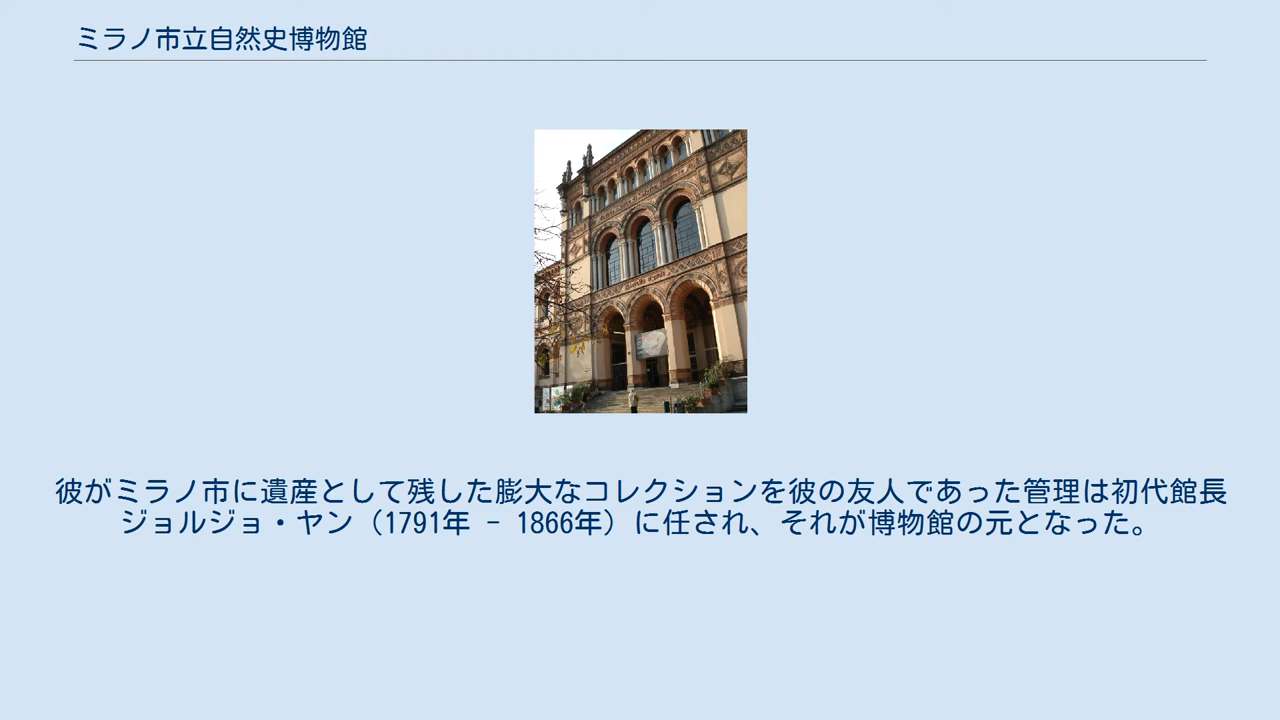 ミラノ市立自然史博物館
彼がミラノ市に遺産として残した膨大なコレクションを彼の友人であった管理は初代館長
ジョルジョ・ヤン（1791年 - 1866年）に任され、それが博物館の元となった。